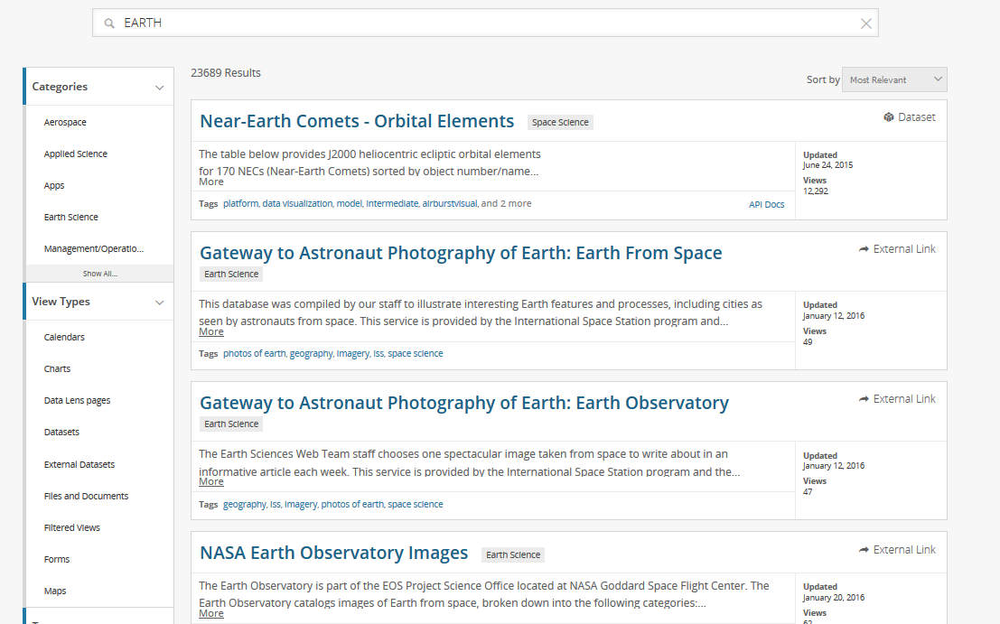 EARTH
23689 Results
Sort by Most Relevant
Categories
Aerospace
Applied Science
Apps
Earth Science
Management/Operatio...
Show All...
View Types
Calendars
Charts
Data Lens pages
Datasets
External Datasets
Files and Documents
Filtered Views
Forms
Maps
Near-Earth Comets - Orbital Elements Space Science
Dataset
The table below provides J2000 heliocentric ecliptic orbital elements
for 170 NECs (Near-Earth Comets) sorted by object number/name...
More
Tags platform, data visualization, model, intermediate, airburstvisual, and 2 more
API Docs
Updated
June 24, 2015
Views
12,292
Gateway to Astronaut Photography of Earth: Earth From Space
External Link
Earth Science
This database was compiled by our staff to illustrate interesting Earth features and processes, including cities as
seen by astronauts from space. This service is provided by the International Space Station program and...
More
Tags photos of earth, geography, imagery, iss, space science
Updated
January 12, 2016
Views
49
Gateway to Astronaut Photography of Earth: Earth Observatory
External Link
Earth Science
The Earth Sciences Web Team staff chooses one spectacular image taken from space to write about in an
informative article each week. This service is provided by the International Space Station program and the...
More
Tags geography, iss, imagery, photos of earth, space science
Updated
January 12, 2016
Views
47
NASA Earth Observatory Images Earth Science
External Link
The Earth Observatory is part of the EOS Project Science Office located at NASA Goddard Space Flight Center. The
Earth Observatory catalogs images of Earth from space, broken down into the following categories:...
More
Updated
January 20, 2016
Views